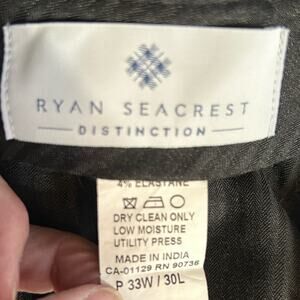 RYAN SEACREST
DISTINCTION
4% ELASTANE
DRY CLEAN ONLY
LOW MOISTURE
UTILITY PRESS
MADE IN INDIA
CA-01129 RN 90736
P 33W / 30L